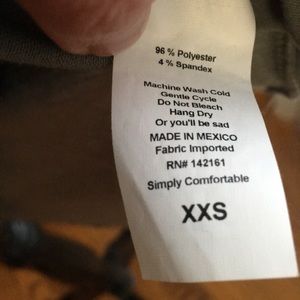 96 % Polyester
4 % Spandex
Machine Wash Cold
Gentle Cycle
Do Not Bleach
Hang Dry
Or you'll be sad
MADE IN MEXICO
Fabric Imported
RN# 142161
Simply Comfortable
XXS